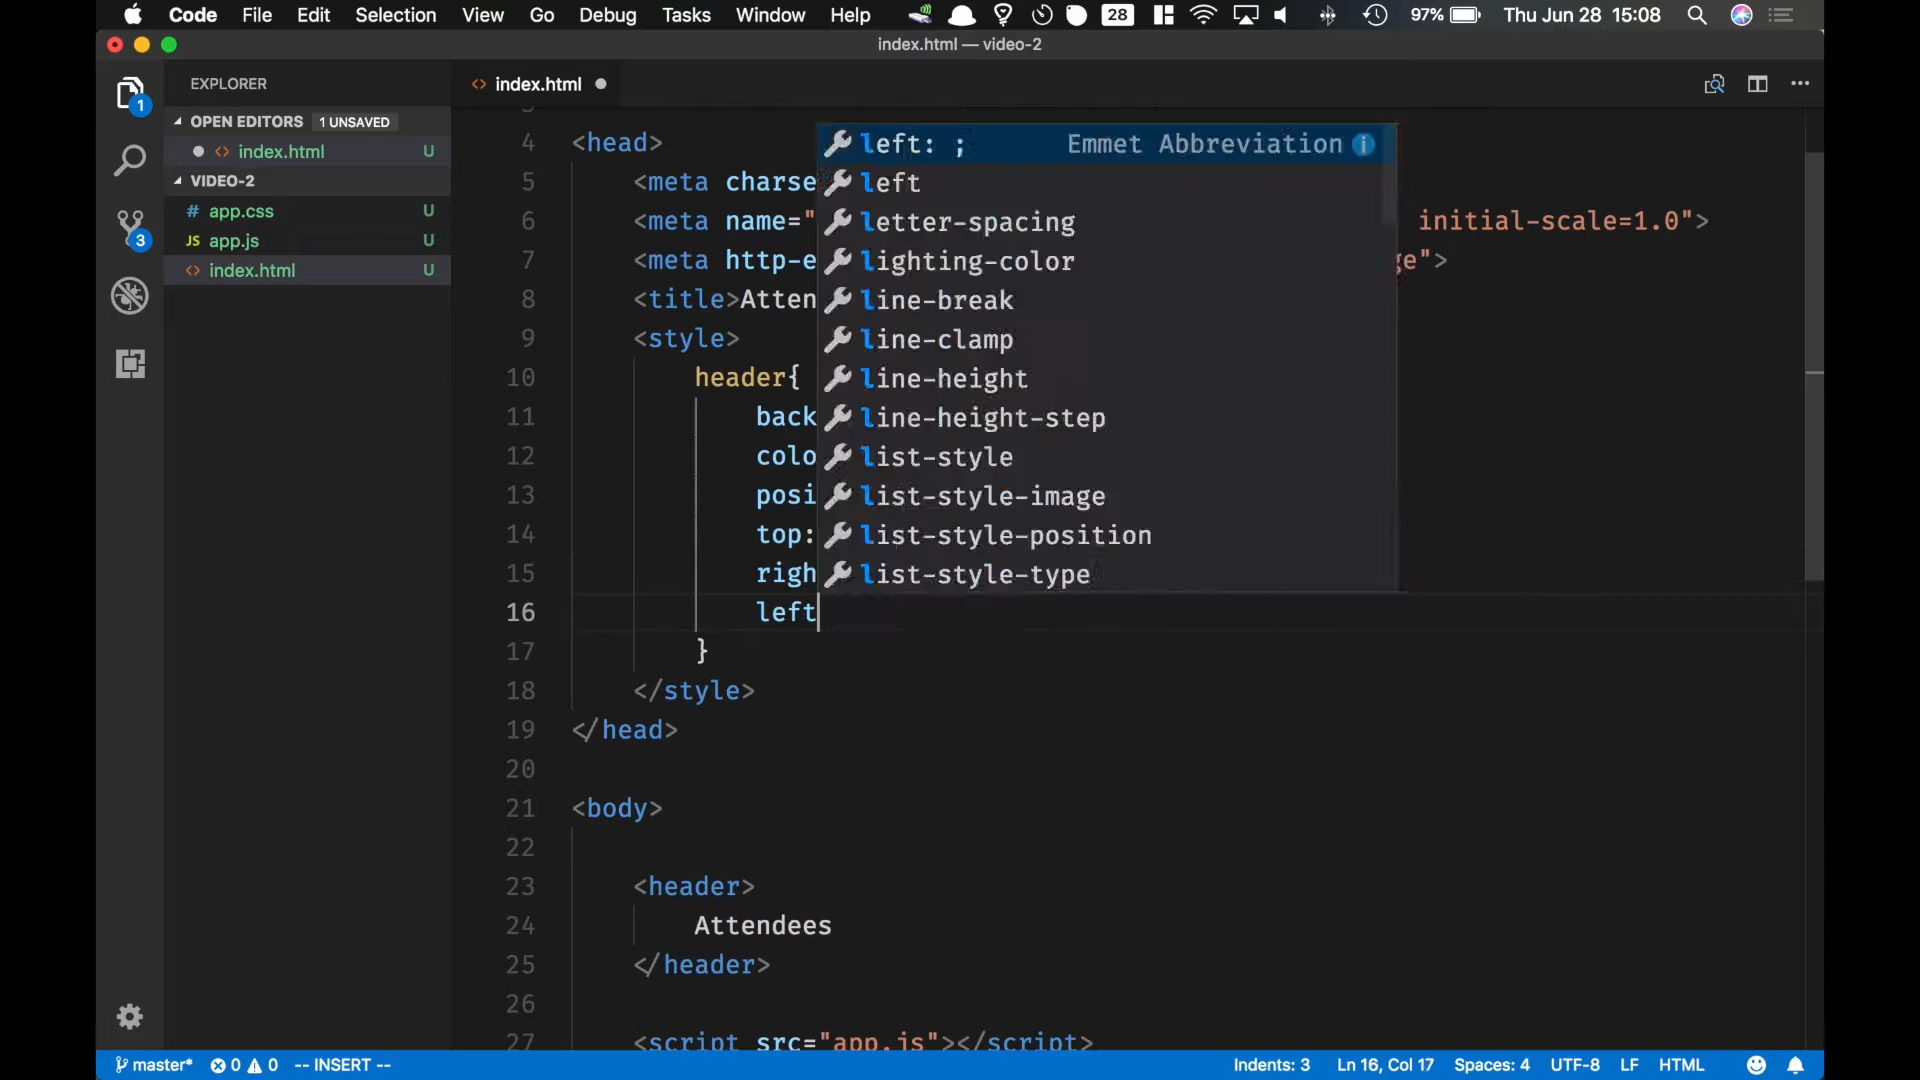 Code File Edit Selection View Go Debug Tasks Window Help 28 97% Thu Jun 28 15:08
index.html — video-2
EXPLORER
OPEN EDITORS 1 UNSAVED
index.html U
VIDEO-2
# app.css U
JS app.js U
<> index.html U
1
3
<> index.html
4 <head>
5 <meta charse
6 <meta name=" initial-scale=1.0">
7 <meta http-e ge">
8 <title>Atten
9 <style>
10 header{
11 back
12 colo
13 posi
14 top:
15 righ
16 left
17 }
18 </style>
19 </head>
20
21 <body>
22
23 <header>
24 Attendees
25 </header>
26
27 <script src="app.js"></script>
left: ; Emmet Abbreviation
left
letter-spacing
lighting-color
line-break
line-clamp
line-height
line-height-step
list-style
list-style-image
list-style-position
list-style-type
master* 0 0 -- INSERT -- Indents: 3 Ln 16, Col 17 Spaces: 4 UTF-8 LF HTML